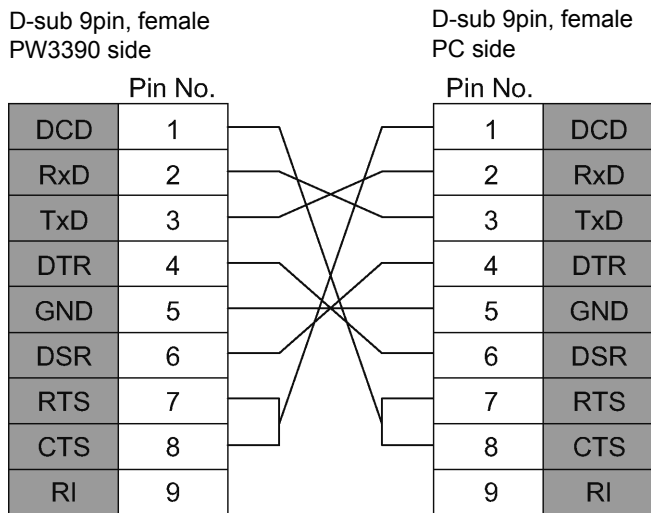 D-sub 9pin, female
PW3390 side
D-sub 9pin, female
PC side
Pin No.
Pin No.
DCD 1 1 DCD
RxD 2 2 RxD
TxD 3 3 TxD
DTR 4 4 DTR
GND 5 5 GND
DSR 6 6 DSR
RTS 7 7 RTS
CTS 8 8 CTS
RI 9 9 RI